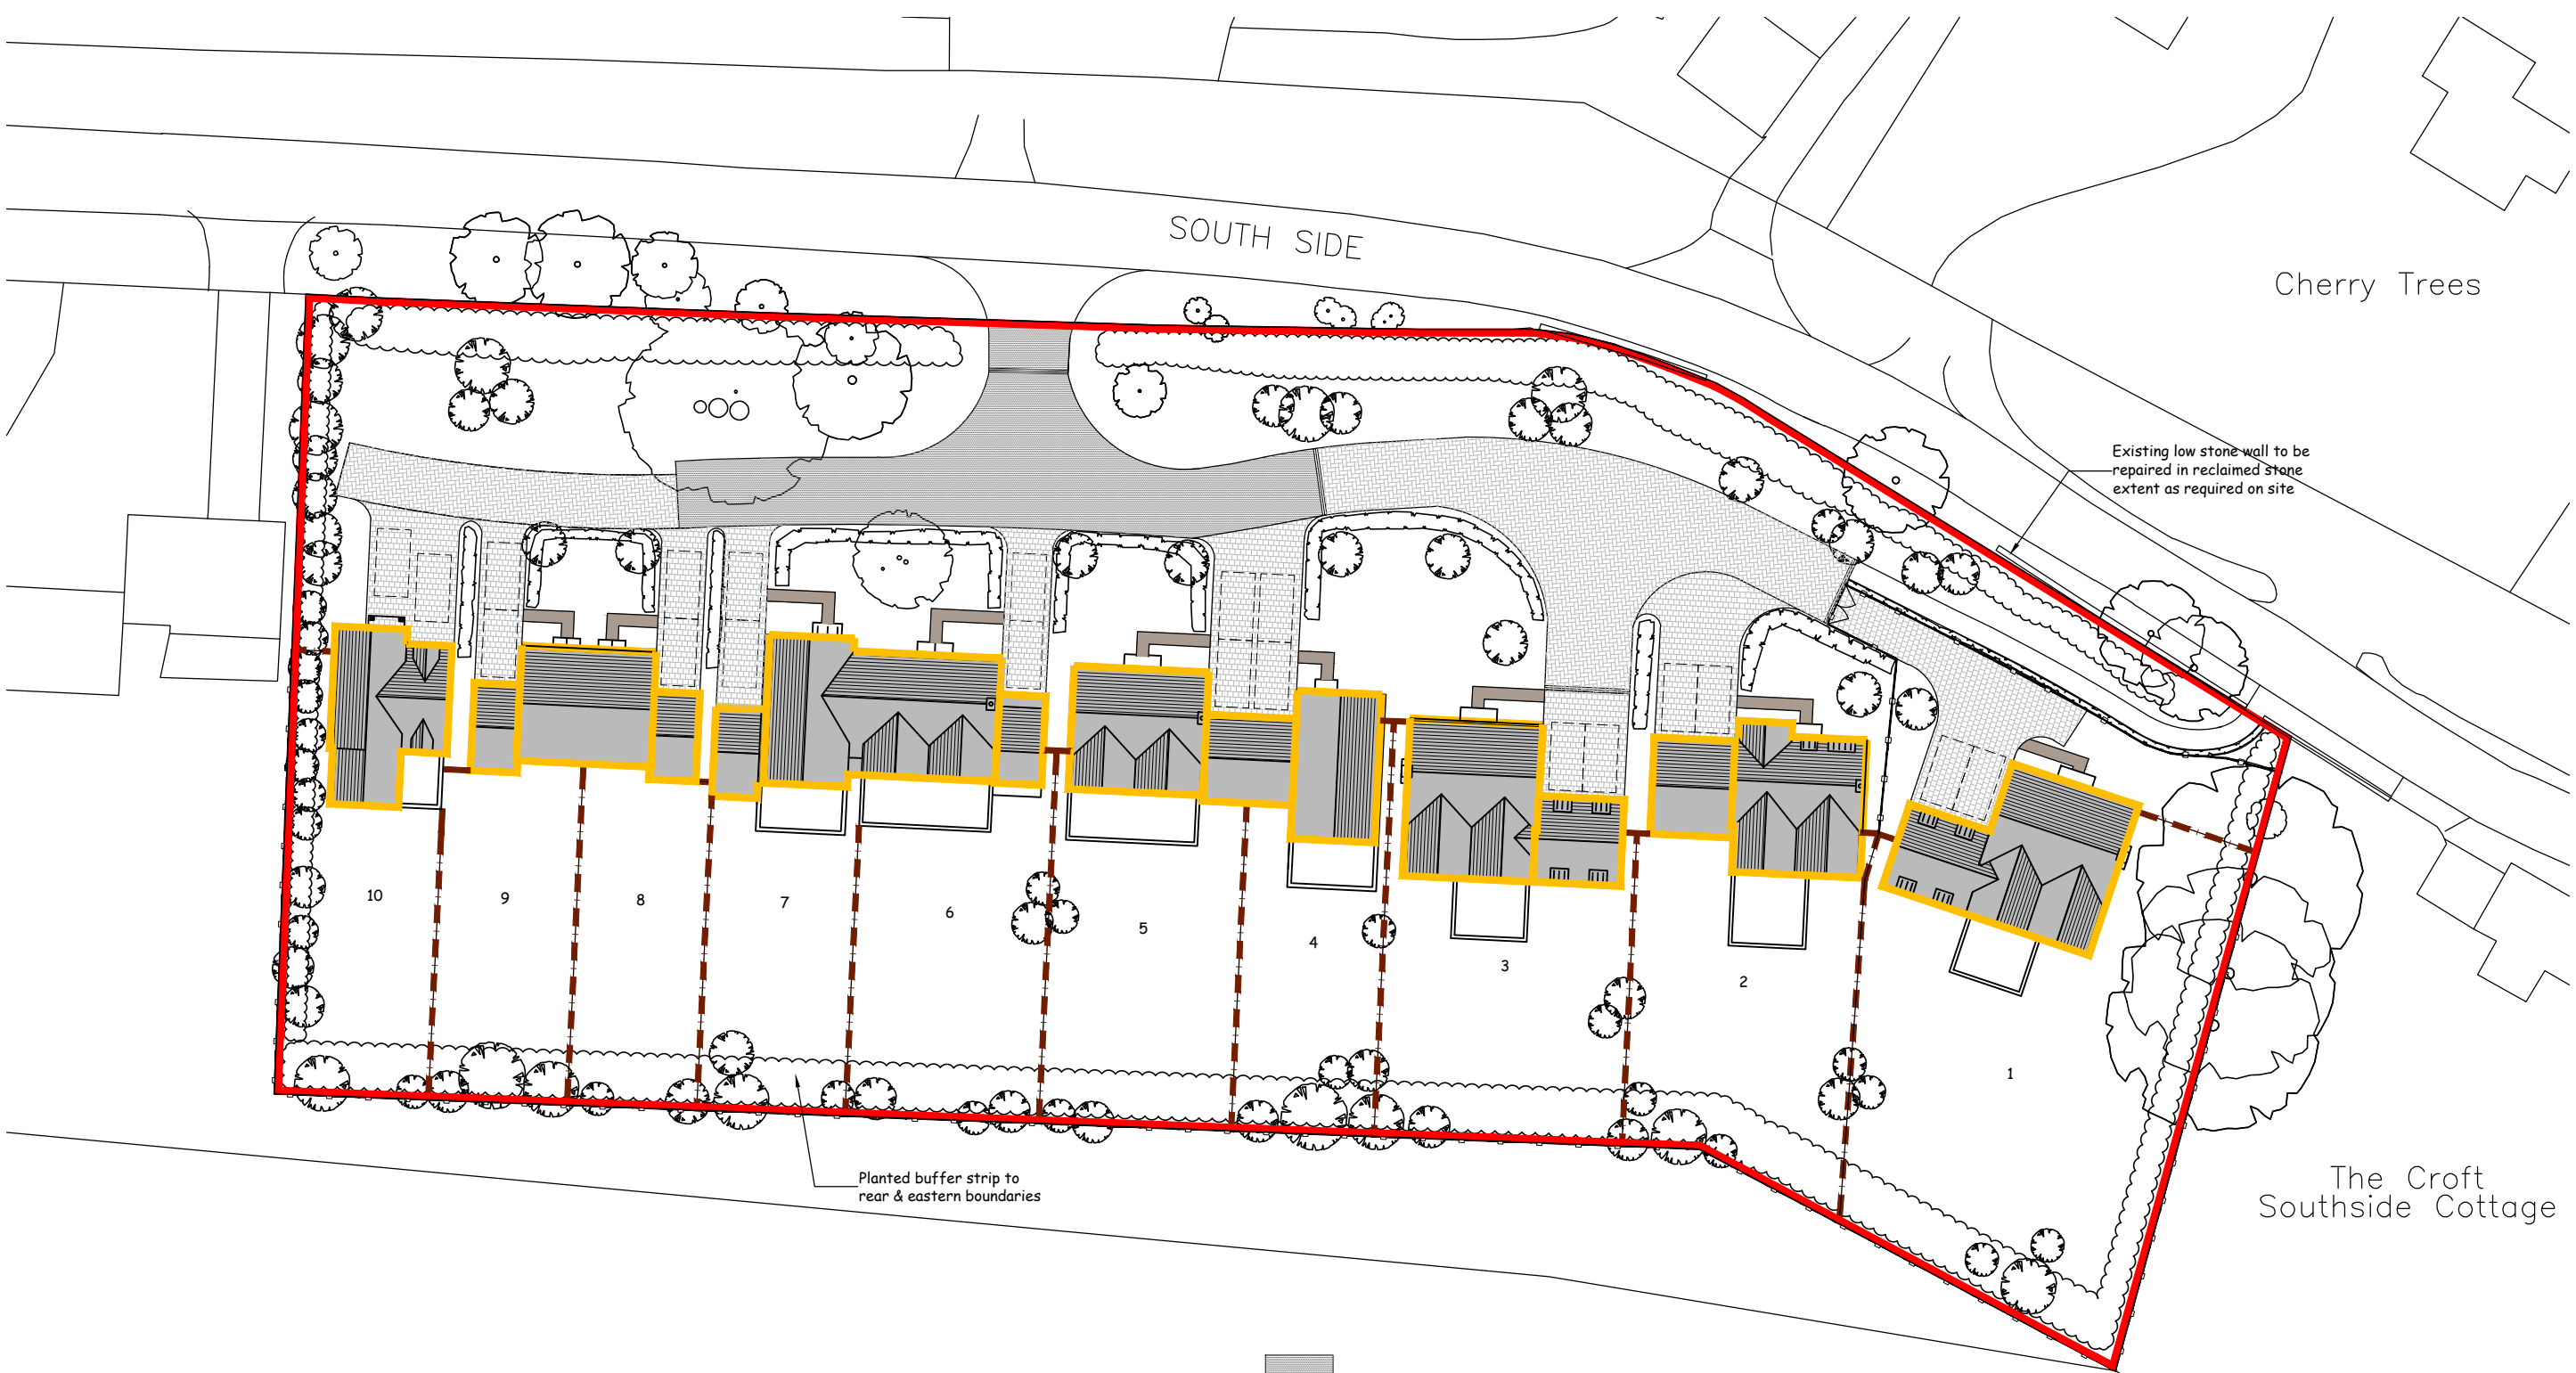 SOUTH SIDE
Cherry Trees
Existing low stone wall to be
repaired in reclaimed stone
extent as required on site
10
9
8
7
6
5
4
3
2
1
Planted buffer strip to
rear & eastern boundaries
The Croft
Southside Cottage